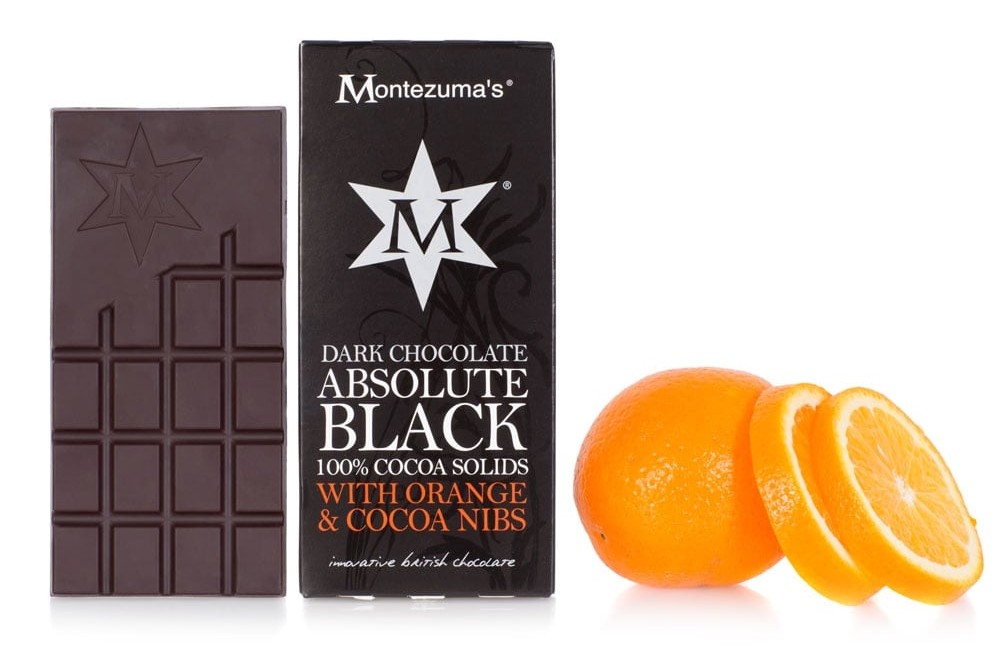 M
Montezuma's®
M®
DARK CHOCOLATE
ABSOLUTE
BLACK
100% COCOA SOLIDS
WITH ORANGE
& COCOA NIBS
innovative british chocolate